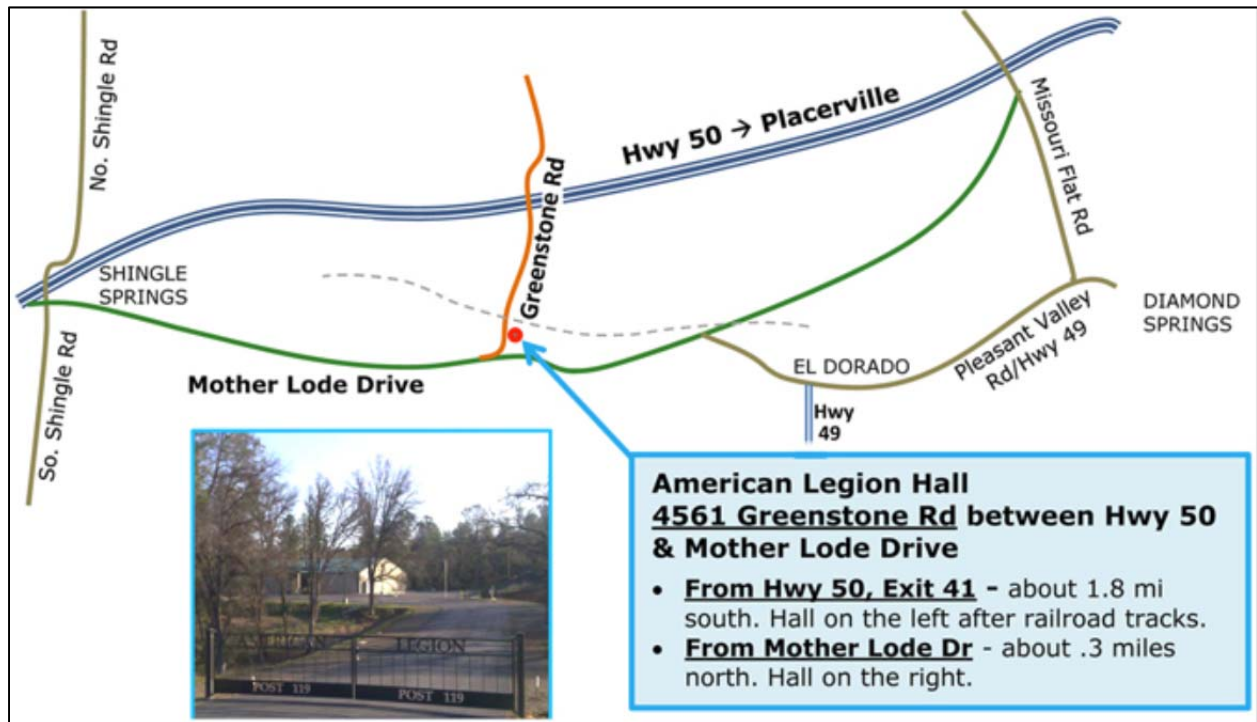 No. Shingle Rd
Hwy 50 → Placerville
Missouri Flat Rd
Greenstone Rd
SHINGLE
SPRINGS
DIAMOND
SPRINGS
So. Shingle Rd
Mother Lode Drive
EL DORADO
Pleasant Valley
Rd/Hwy 49
Hwy
49
LEGION
POST 119
POST 119
American Legion Hall
4561 Greenstone Rd between Hwy 50
& Mother Lode Drive
• From Hwy 50, Exit 41 – about 1.8 mi
south. Hall on the left after railroad tracks.
• From Mother Lode Dr - about .3 miles
north. Hall on the right.